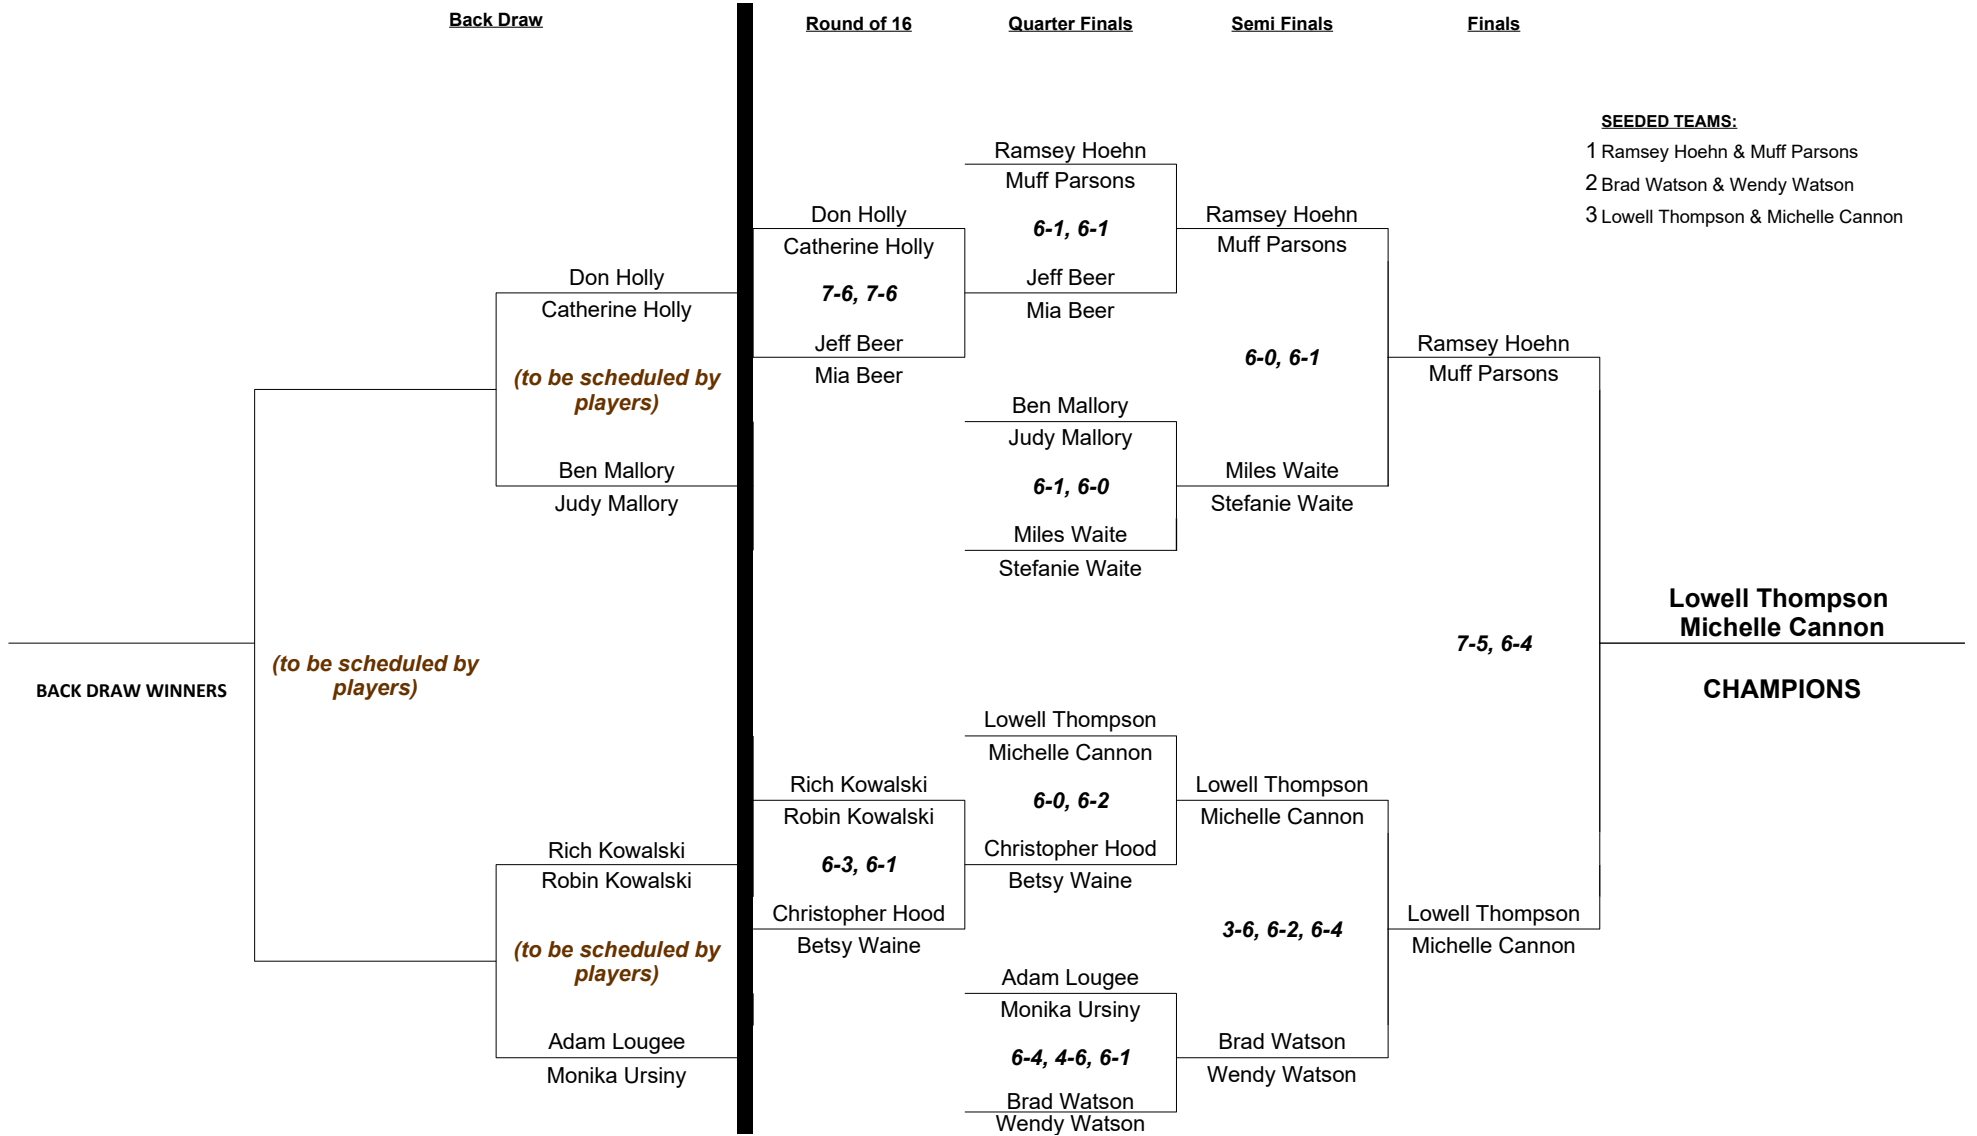 Back Draw
Round of 16
Quarter Finals
Semi Finals
Finals
SEEDED TEAMS:
1 Ramsey Hoehn & Muff Parsons
2 Brad Watson & Wendy Watson
3 Lowell Thompson & Michelle Cannon
Don Holly
Catherine Holly
(to be scheduled by
players)
Ben Mallory
Judy Mallory
(to be scheduled by
players)
BACK DRAW WINNERS
Rich Kowalski
Robin Kowalski
(to be scheduled by
players)
Adam Lougee
Monika Ursiny
Don Holly
Catherine Holly
7-6, 7-6
Jeff Beer
Mia Beer
Rich Kowalski
Robin Kowalski
6-3, 6-1
Christopher Hood
Betsy Waine
Ramsey Hoehn
Muff Parsons
6-1, 6-1
Jeff Beer
Mia Beer
Ben Mallory
Judy Mallory
6-1, 6-0
Miles Waite
Stefanie Waite
Lowell Thompson
Michelle Cannon
6-0, 6-2
Christopher Hood
Betsy Waine
Adam Lougee
Monika Ursiny
6-4, 4-6, 6-1
Brad Watson
Wendy Watson
Ramsey Hoehn
Muff Parsons
6-0, 6-1
Miles Waite
Stefanie Waite
Lowell Thompson
Michelle Cannon
3-6, 6-2, 6-4
Brad Watson
Wendy Watson
Ramsey Hoehn
Muff Parsons
7-5, 6-4
Lowell Thompson
Michelle Cannon
Lowell Thompson
Michelle Cannon
CHAMPIONS